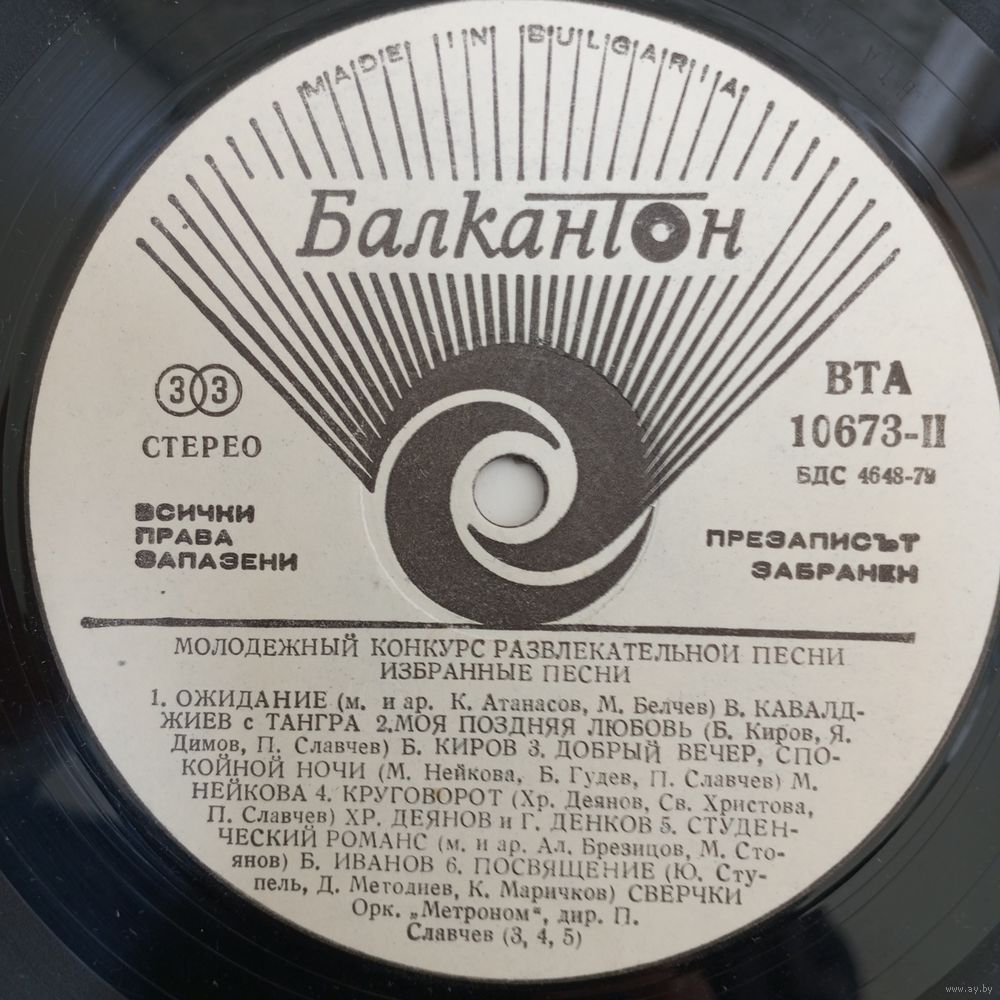 MADE IN BULGARIA
Балкантон
33
СТЕРЕО
ВТА
10673-II
БДС 4648-79
ВСИЧКИ
ПРАВА
ЗАПАЗЕНИ
ПРЕЗАПИСЪТ
ЗАБРАНЕН
МОЛОДЕЖНЫЙ КОНКУРС РАЗВЛЕКАТЕЛЬНОЙ ПЕСНИ
ИЗБРАННЫЕ ПЕСНИ
1. ОЖИДАНИЕ (м. и ар. К. Атанасов, М. Белчев) В. КАВАЛД-
ЖИЕВ с ТАНГРА 2.МОЯ ПОЗДНЯЯ ЛЮБОВЬ (Б. Киров, Я.
Димов, П. Славчев) Б. КИРОВ 3. ДОБРЫЙ ВЕЧЕР, СПО-
КОЙНОЙ НОЧИ (М. Нейкова, Б. Гудев, П. Славчев) М.
НЕЙКОВА 4. КРУГОВОРОТ (Хр. Деянов, Св. Христова,
П. Славчев) ХР. ДЕЯНОВ и Г. ДЕНКОВ 5. СТУДЕН-
ЧЕСКИЙ РОМАНС (м. и ар. Ал. Брезицов, М. Сто-
янов) Б. ИВАНОВ 6. ПОСВЯЩЕНИЕ (Ю. Сту-
пель, Д. Методиев, К. Маричков) СВЕРЧКИ
Орк. „Метроном“, дир. П.
Славчев (3, 4, 5)
www.ay.by